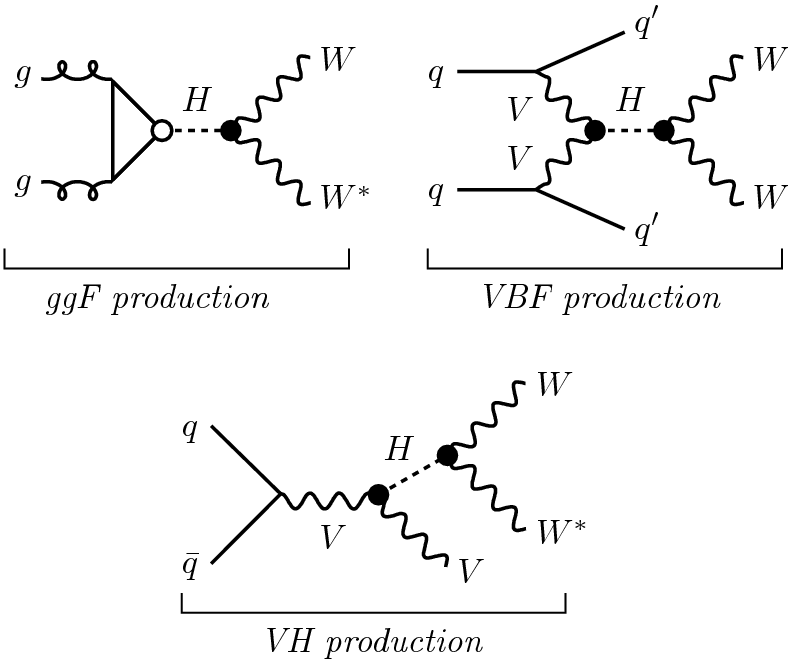 g
g
H
W
W*
ggF production
q
q
q′
q′
V
V
H
W
W
VBF production
q
q̄
V
H
V
W
W*
VH production